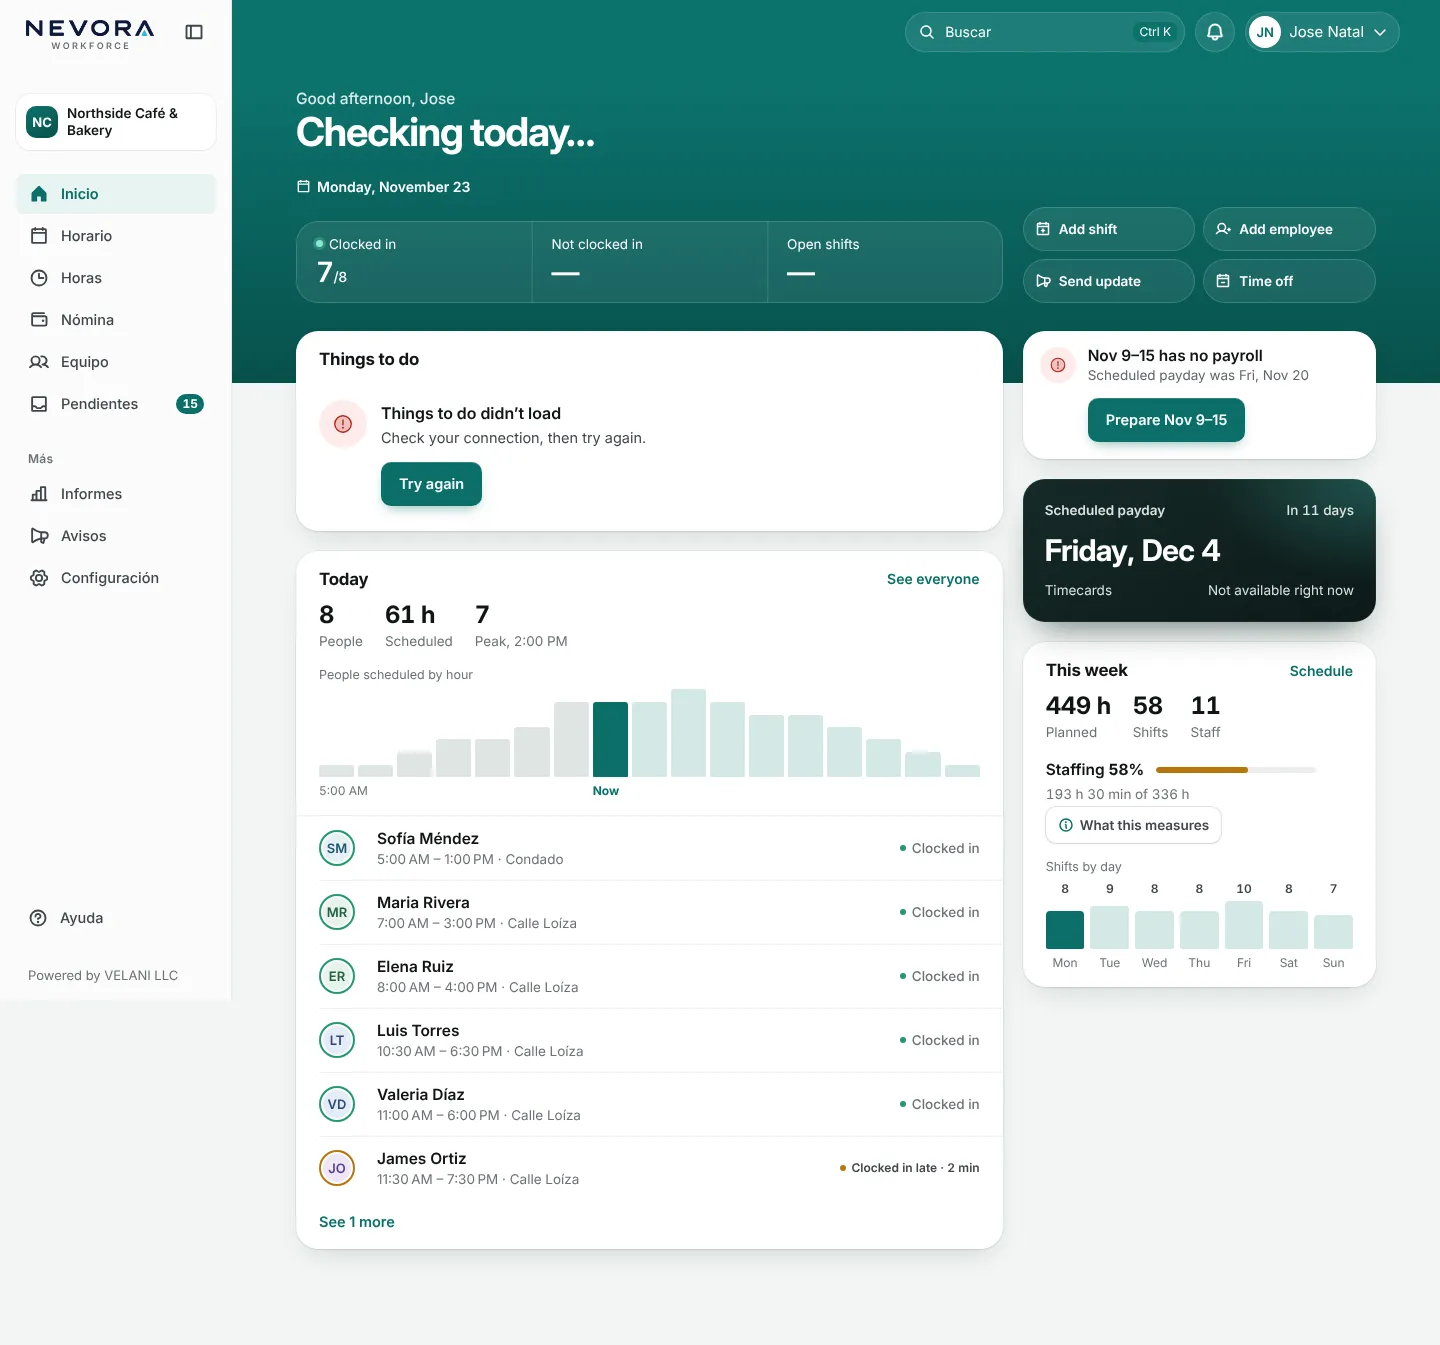 NEVORA
WORKFORCE
Buscar
Ctrl K
JN
Jose Natal
NC
Northside Café &
Bakery
Inicio
Horario
Horas
Nómina
Equipo
Pendientes
15
Más
Informes
Avisos
Configuración
Ayuda
Powered by VELANI LLC
Good afternoon, Jose
Checking today...
Monday, November 23
Clocked in
7/8
Not clocked in
—
Open shifts
—
Add shift
Add employee
Send update
Time off
Things to do
Things to do didn’t load
Check your connection, then try again.
Try again
Today
See everyone
8
People
61 h
Scheduled
7
Peak, 2:00 PM
People scheduled by hour
5:00 AM
Now
SM
Sofía Méndez
5:00 AM – 1:00 PM · Condado
Clocked in
MR
Maria Rivera
7:00 AM – 3:00 PM · Calle Loíza
Clocked in
ER
Elena Ruiz
8:00 AM – 4:00 PM · Calle Loíza
Clocked in
LT
Luis Torres
10:30 AM – 6:30 PM · Calle Loíza
Clocked in
VD
Valeria Díaz
11:00 AM – 6:00 PM · Calle Loíza
Clocked in
JO
James Ortiz
11:30 AM – 7:30 PM · Calle Loíza
Clocked in late · 2 min
See 1 more
Nov 9–15 has no payroll
Scheduled payday was Fri, Nov 20
Prepare Nov 9–15
Scheduled payday
In 11 days
Friday, Dec 4
Timecards
Not available right now
This week
Schedule
449 h
Planned
58
Shifts
11
Staff
Staffing 58%
193 h 30 min of 336 h
What this measures
Shifts by day
8 9 8 8 10 8 7
Mon Tue Wed Thu Fri Sat Sun